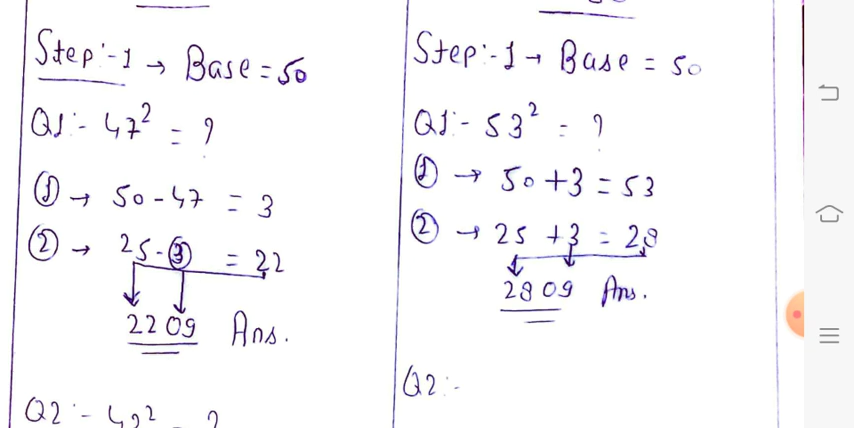 Step:-1 → Base = 50
Q1:- 47² = ?
① → 50 - 47 = 3
② → 25 - ③ = 22
2209 Ans.
Q2:- 
Step:-1 → Base = 50
Q1:- 53² = ?
① → 50 + 3 = 53
② → 25 + 3 = 28
2809 Ans.
Q2:-